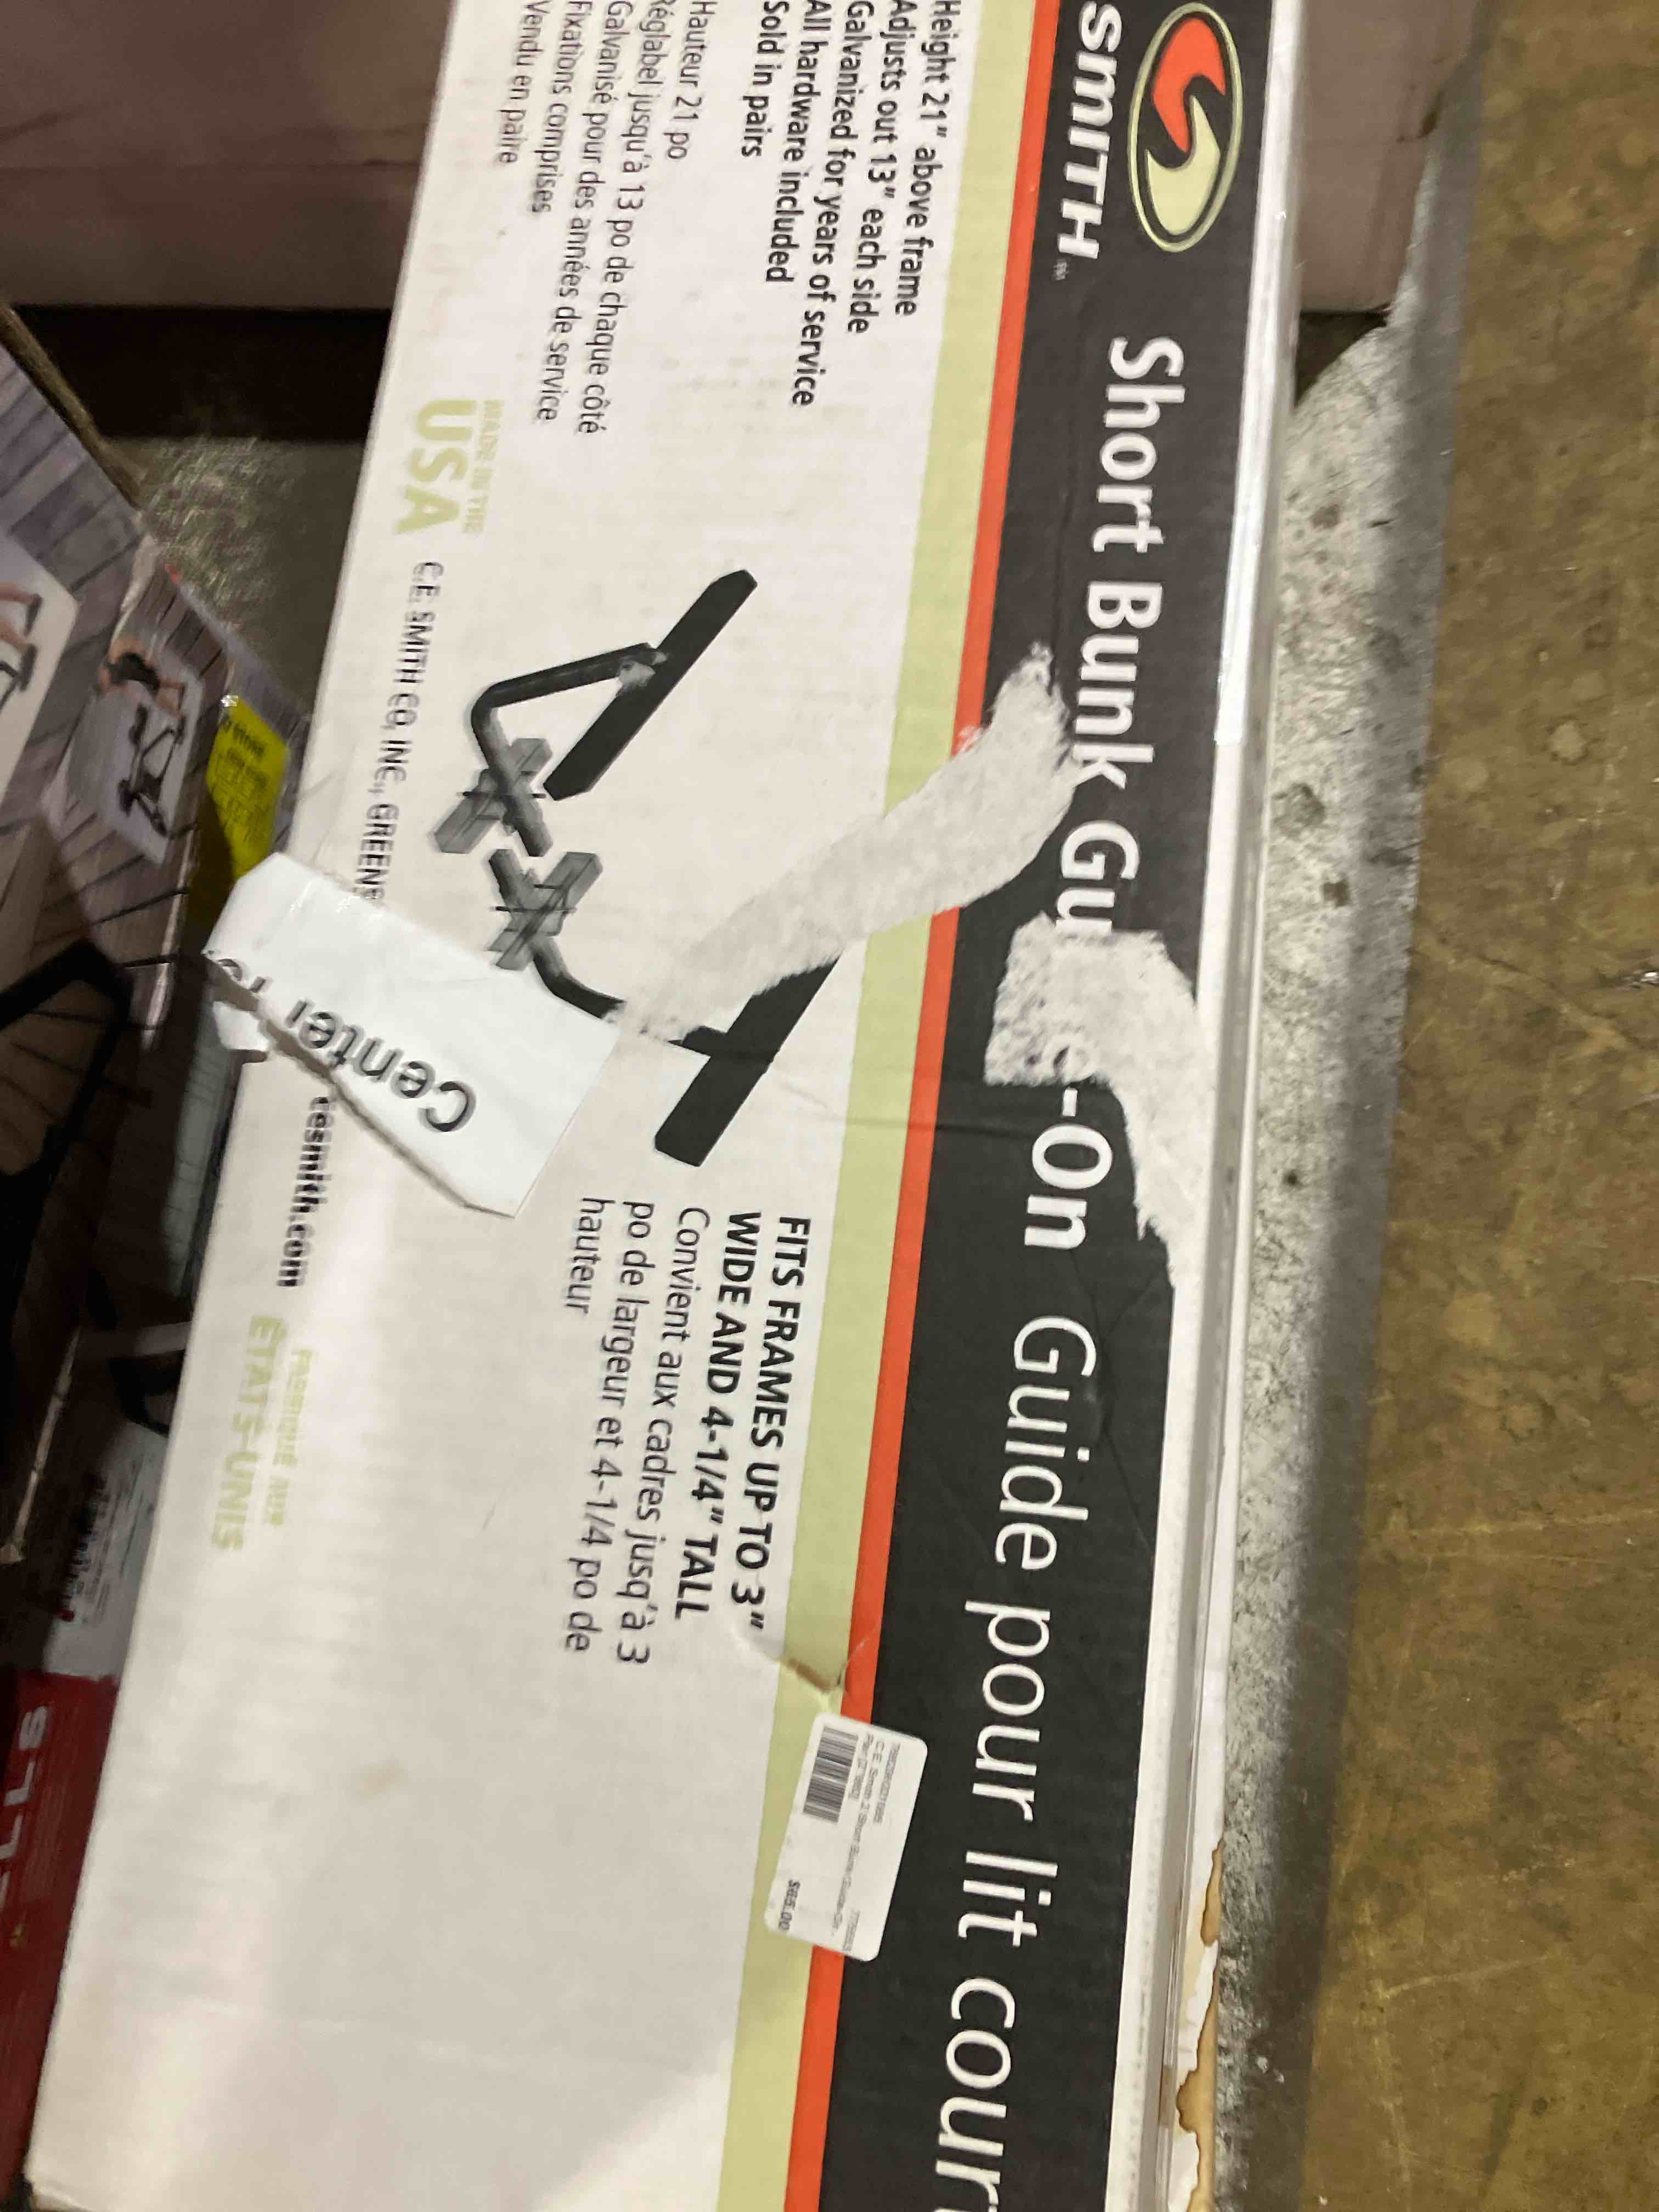 SMITH
Short Bunk Gu e-On Guide pour lit cour
Height 21" above frame
Adjusts out 13" each side
Galvanized for years of service
All hardware included
Sold in pairs
Hauteur 21 po
Réglabel jusqu'à 13 po de chaque côté
Galvanisé pour des années de service
Fixations comprises
Vendu en paire
FITS FRAMES UP TO 3"
WIDE AND 4-1/4" TALL
Convient aux cadres jusq'à 3
po de largeur et 4-1/4 po de
hauteur
MADE IN THE
USA
C.E. SMITH CO, INC., GREENS
Center
cesmith.com
Fabriqué aux
ÉTATS-UNIS
$65.00
ELLS